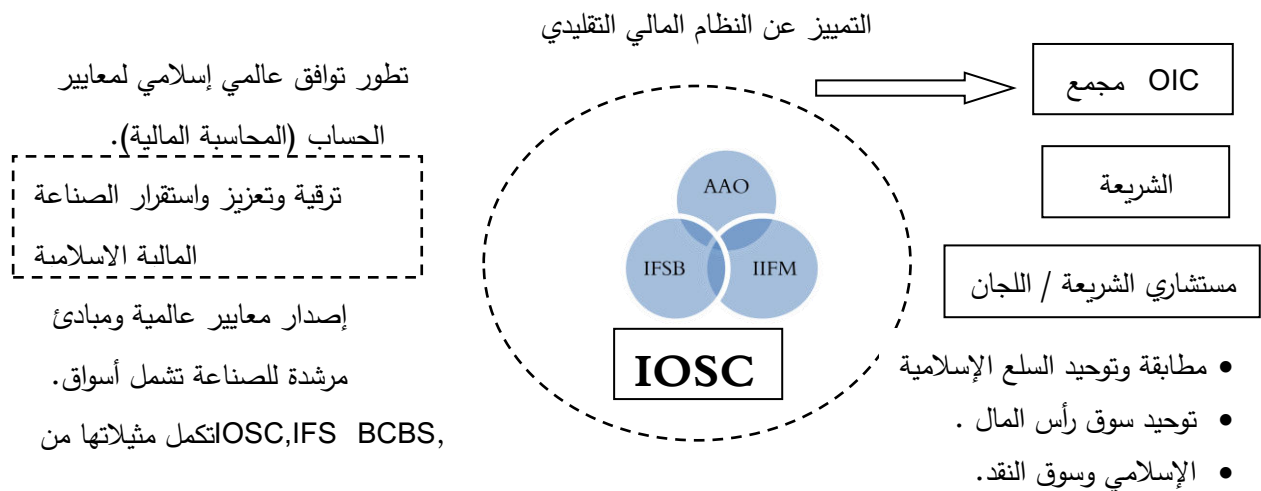 التمييز عن النظام المالي التقليدي
OIC مجمع
الشريعة
مستشاري الشريعة / اللجان
• مطابقة وتوحيد السلع الإسلامية
• توحيد سوق رأس المال .
• الإسلامي وسوق النقد.
AAO
IFSB
IIFM
IOSC
تطور توافق عالمي إسلامي لمعايير
الحساب (المحاسبة المالية).
ترقية وتعزيز واستقرار الصناعة
المالية الاسلامية
إصدار معايير عالمية ومبادئ
مرشدة للصناعة تشمل أسواق.
تكمل مثيلاتها من IOSC,IFS BCBS,